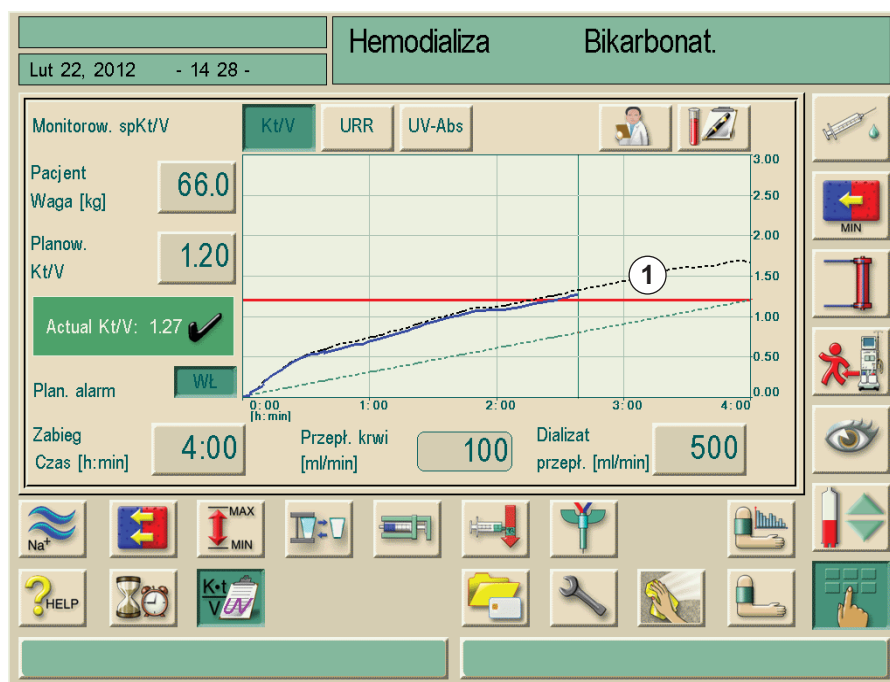 Hemodializa Bikarbonat.
Lut 22, 2012 - 14 28 -
Monitorow. spKt/V
Kt/V
URR
UV-Abs
Pacjent
Waga [kg]
66.0
Planow.
Kt/V
1.20
Actual Kt/V: 1.27
Plan. alarm
WŁ
3.00
2.50
2.00
1.50
1.00
0.50
0.00
1
0:00
[h:min]
1:00
2:00
3:00
4:00
Zabieg
Czas [h:min]
4:00
Przepł. krwi
[ml/min]
100
Dializat
przepł. [ml/min]
500
MIN
Na+
MAX
MIN
HELP
K•t
V
UV